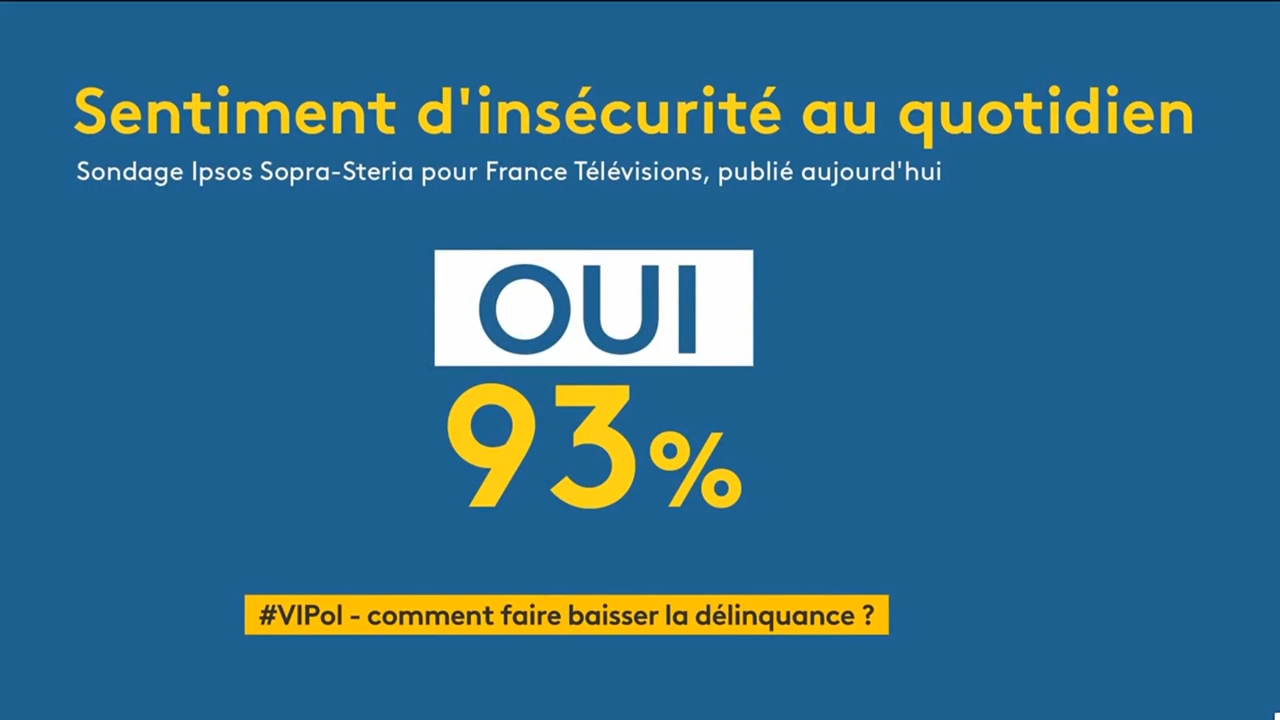 Sentiment d'insécurité au quotidien
Sondage Ipsos Sopra-Steria pour France Télévisions, publié aujourd'hui
OUI
93%
#VIPol - comment faire baisser la délinquance ?